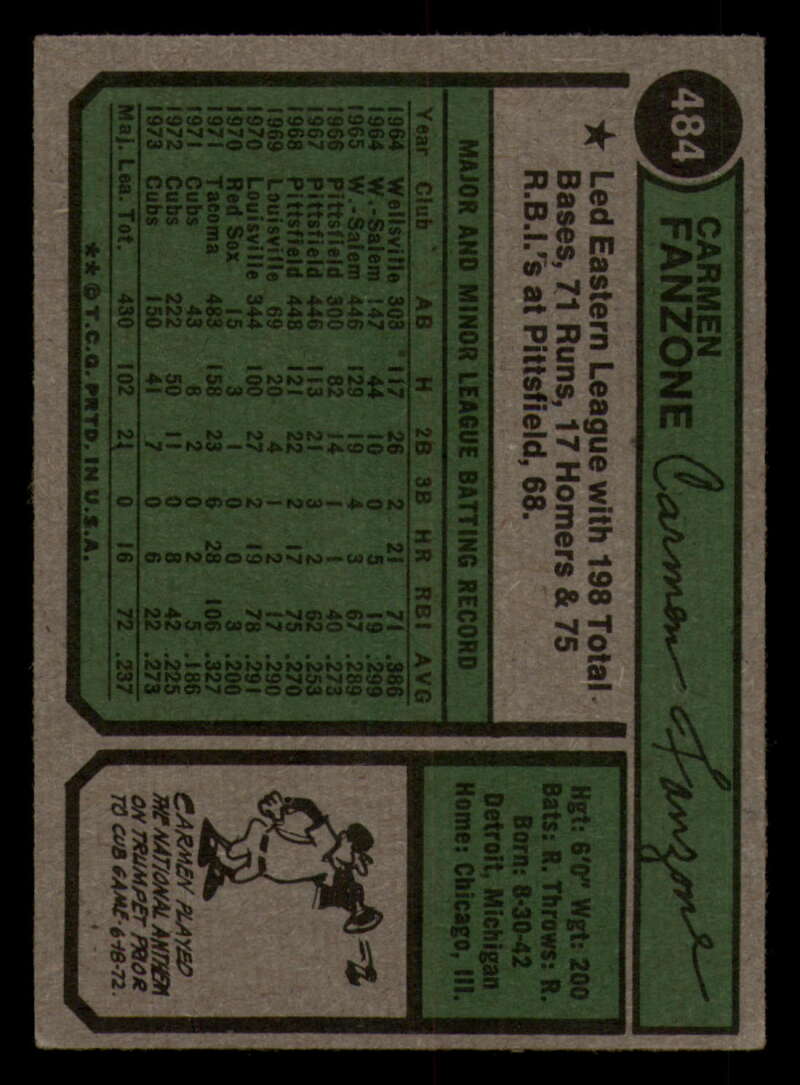 484
CARMEN
FANZONE
Carmen Fanzone
★ Led Eastern League with 198 Total
Bases, 71 Runs, 17 Homers & 75
R.B.I.'s at Pittsfield, 68.
MAJOR AND MINOR LEAGUE BATTING RECORD
Year Club AB H 2B 3B HR RBI AVG
1964 Wellsville 308 117 26 2 21 71 .386
1964 W.-Salem 147 44 10 0 5 19 .299
1965 W.-Salem 446 129 19 4 3 67 .289
1966 Pittsfield 300 82 14 1 1 40 .273
1967 Pittsfield 446 113 21 3 2 62 .253
1968 Pittsfield 448 121 22 2 17 75 .270
1969 Louisville 69 20 4 1 2 17 .290
1970 Louisville 344 100 27 2 19 78 .291
1970 Red Sox 15 3 1 0 0 3 .200
1971 Tacoma 483 158 23 6 28 106 .327
1971 Cubs 43 8 2 0 2 5 .186
1972 Cubs 222 50 11 0 8 42 .225
1973 Cubs 150 41 7 0 6 22 .273
Maj. Lea. Tot. 430 102 21 0 16 72 .237
** © T.C.G. PRTD. IN U.S.A.
Hgt: 6'0" Wgt: 200
Bats: R. Throws: R.
Born: 8-30-42
Detroit, Michigan
Home: Chicago, Ill.
CARMEN PLAYED
THE NATIONAL ANTHEM
ON TRUMPET PRIOR
TO CUB GAME-6-18-72.